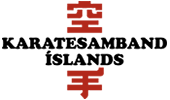 空
KARATESAMBAND
ÍSLANDS
手